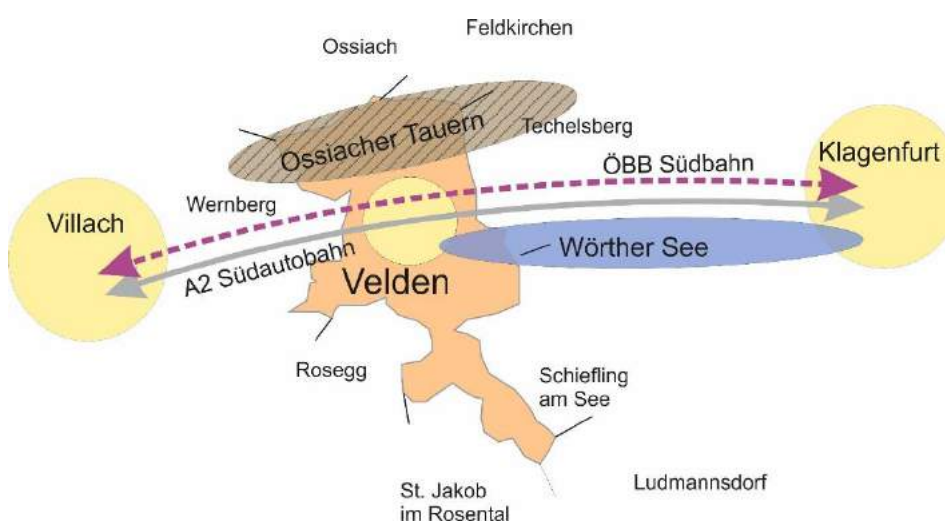 Feldkirchen
Ossiach
Ossiacher Tauern
Techelsberg
Klagenfurt
ÖBB Südbahn
Wernberg
Villach
A2 Südautobahn
Velden
Wörther See
Rosegg
Schiefling
am See
St. Jakob
im Rosental
Ludmannsdorf